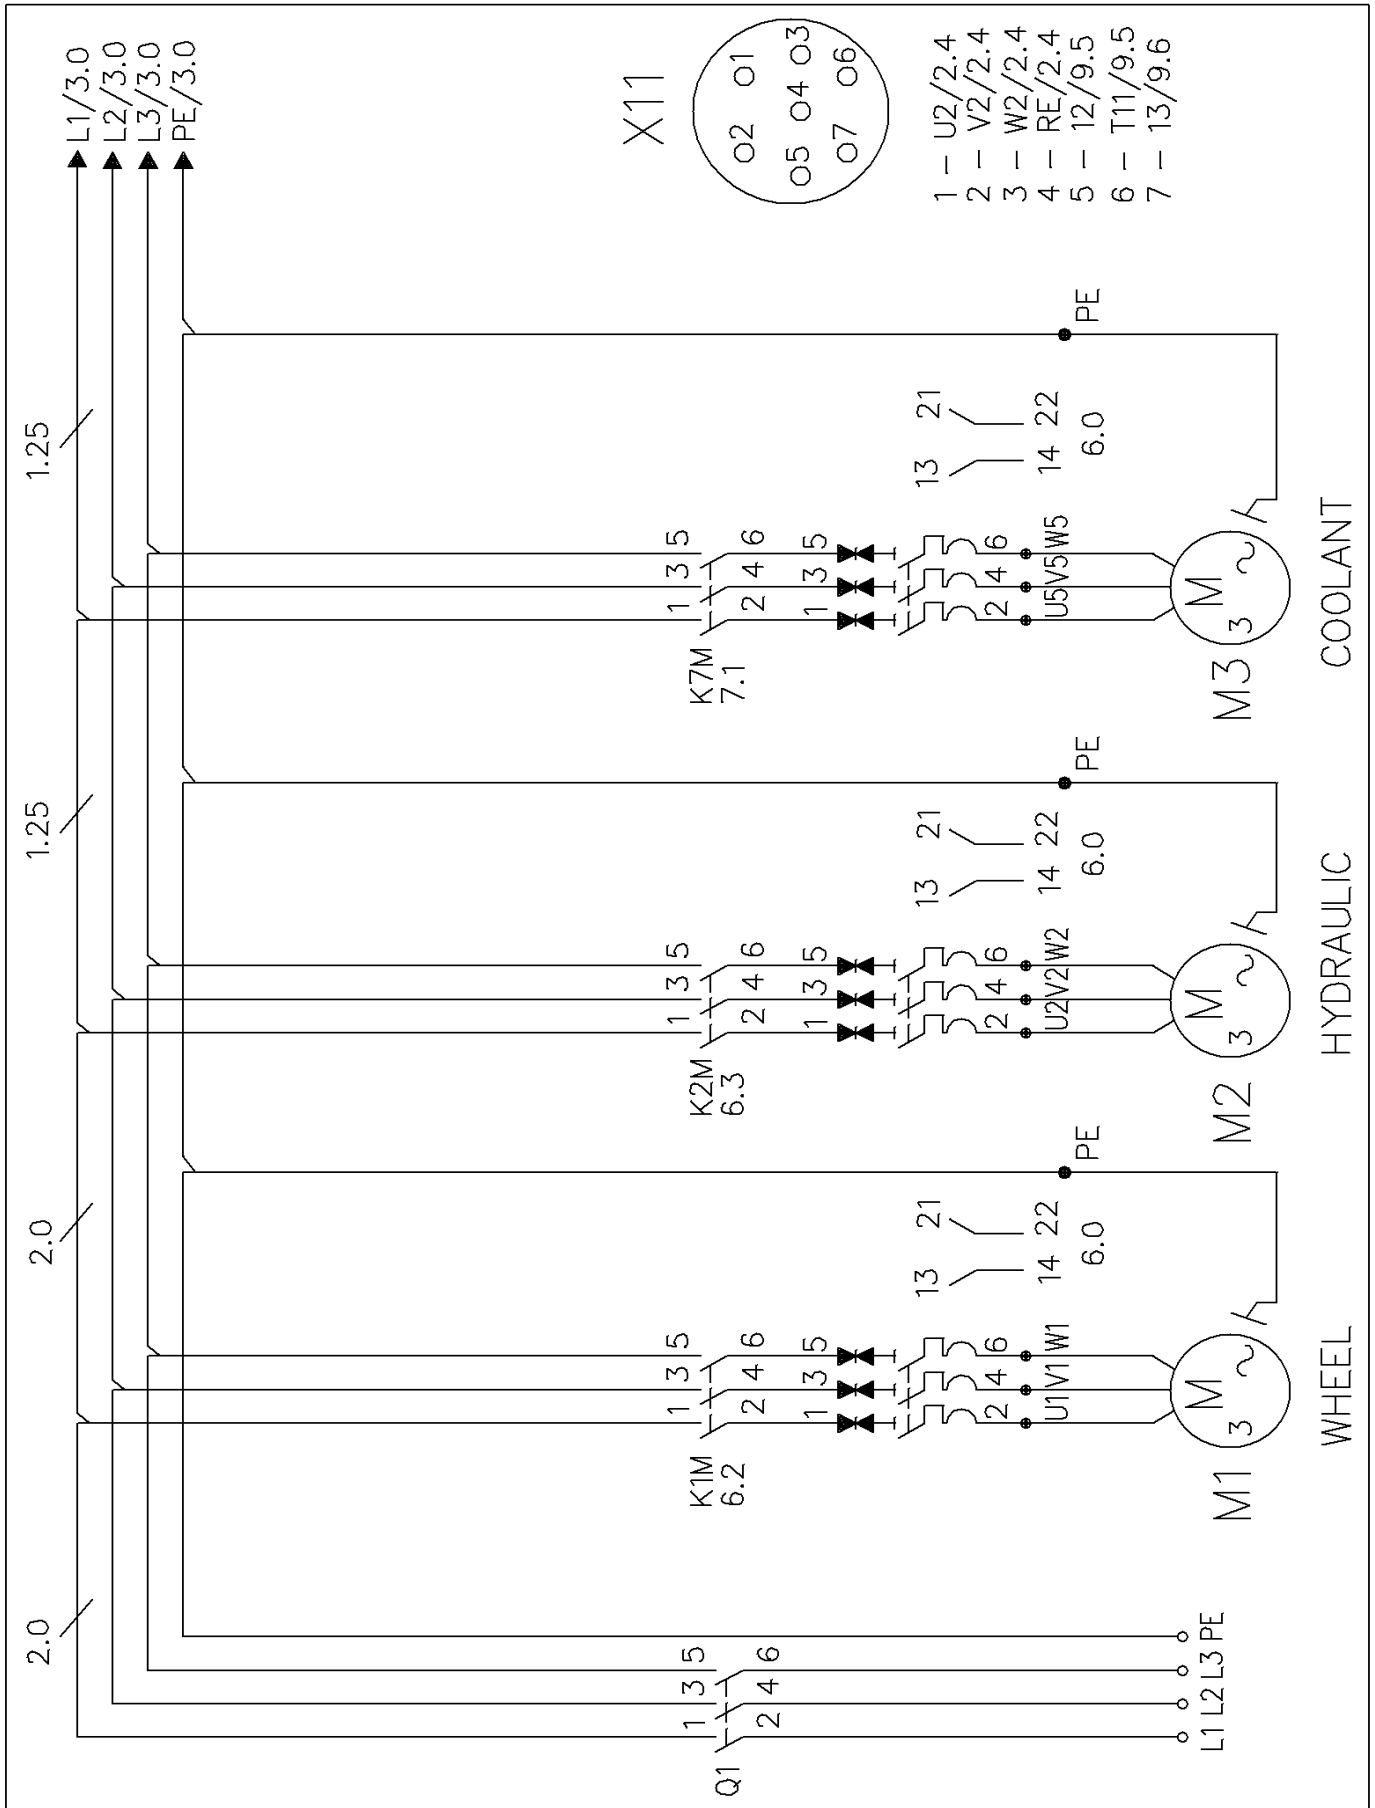 2.0 2.0 1.25 1.25
L1/3.0
L2/3.0
L3/3.0
PE/3.0
X11
1 3 5
Q1
2 4 6
L1 L2 L3 PE
1 3 5
K1M
6.2
2 4 6
1 3 5
13 21
2 4 6
14 22
6.0
U1 V1 W1
PE
M
3
M1
WHEEL
1 3 5
K2M
6.3
2 4 6
1 3 5
13 21
2 4 6
14 22
6.0
U2 V2 W2
PE
M
3
M2
HYDRAULIC
1 3 5
K7M
7.1
2 4 6
1 3 5
13 21
2 4 6
14 22
6.0
U5 V5 W5
PE
M
3
M3
COOLANT
2 1
5 4 3
7 6
1 - U2/2.4
2 - V2/2.4
3 - W2/2.4
4 - RE/2.4
5 - 12/9.5
6 - T11/9.5
7 - 13/9.6